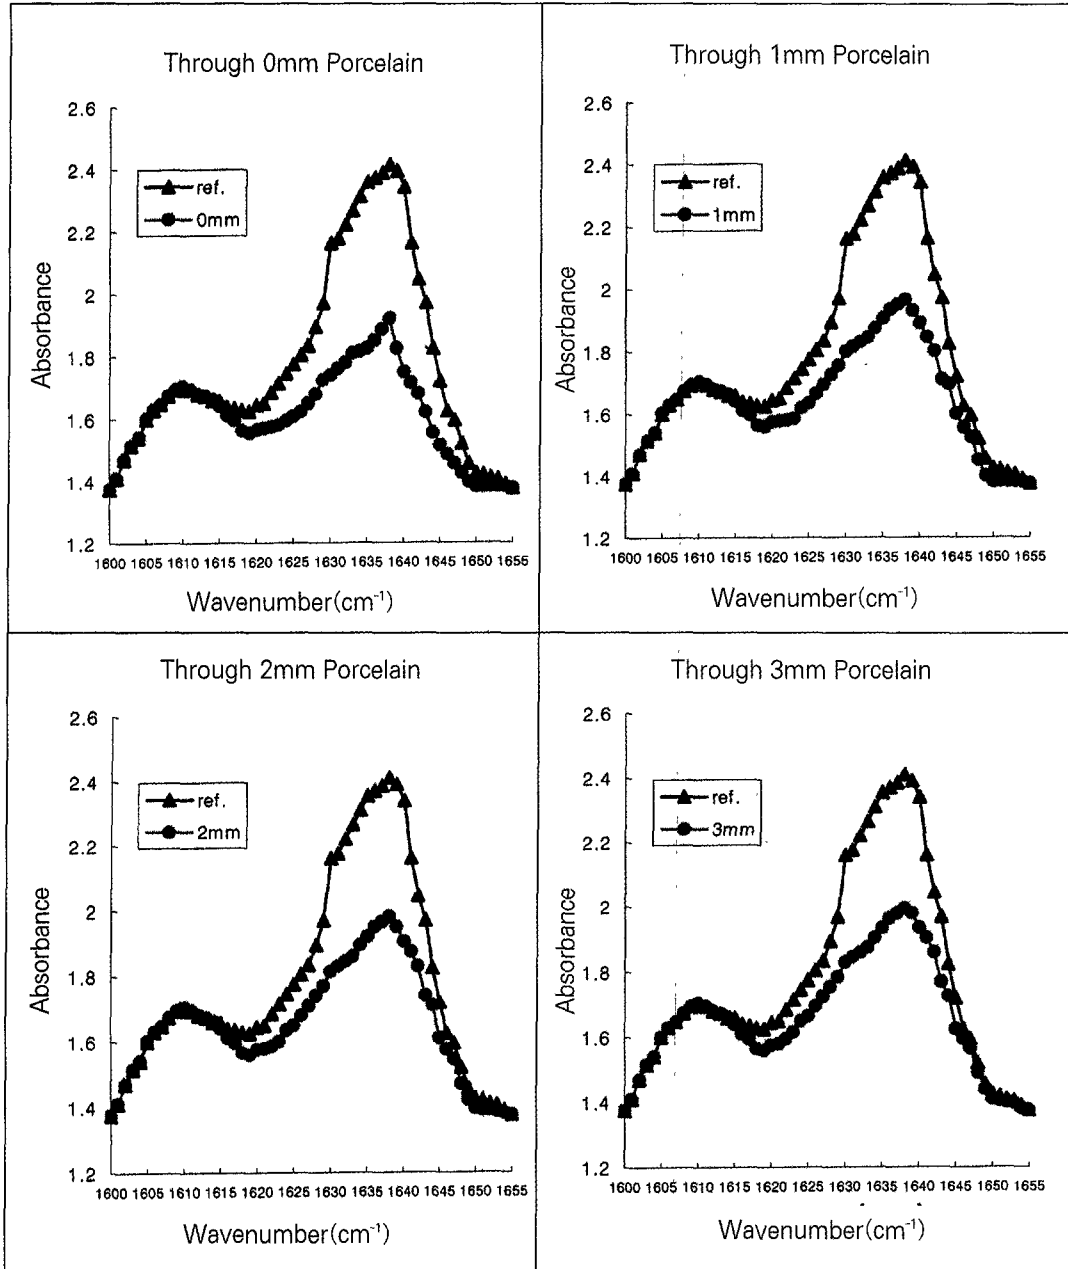 Through 0mm Porcelain
2.6
2.4
2.2
2
1.8
1.6
1.4
1.2
ref.
0mm
Absorbance
1600 1605 1610 1615 1620 1625 1630 1635 1640 1645 1650 1655
Wavenumber(cm⁻¹)
Through 1mm Porcelain
2.6
2.4
2.2
2
1.8
1.6
1.4
1.2
ref.
1mm
Absorbance
1600 1605 1610 1615 1620 1625 1630 1635 1640 1645 1650 1655
Wavenumber(cm⁻¹)
Through 2mm Porcelain
2.6
2.4
2.2
2
1.8
1.6
1.4
1.2
ref.
2mm
Absorbance
1600 1605 1610 1615 1620 1625 1630 1635 1640 1645 1650 1655
Wavenumber(cm⁻¹)
Through 3mm Porcelain
2.6
2.4
2.2
2
1.8
1.6
1.4
1.2
ref.
3mm
Absorbance
1600 1605 1610 1615 1620 1625 1630 1635 1640 1645 1650 1655
Wavenumber(cm⁻¹)